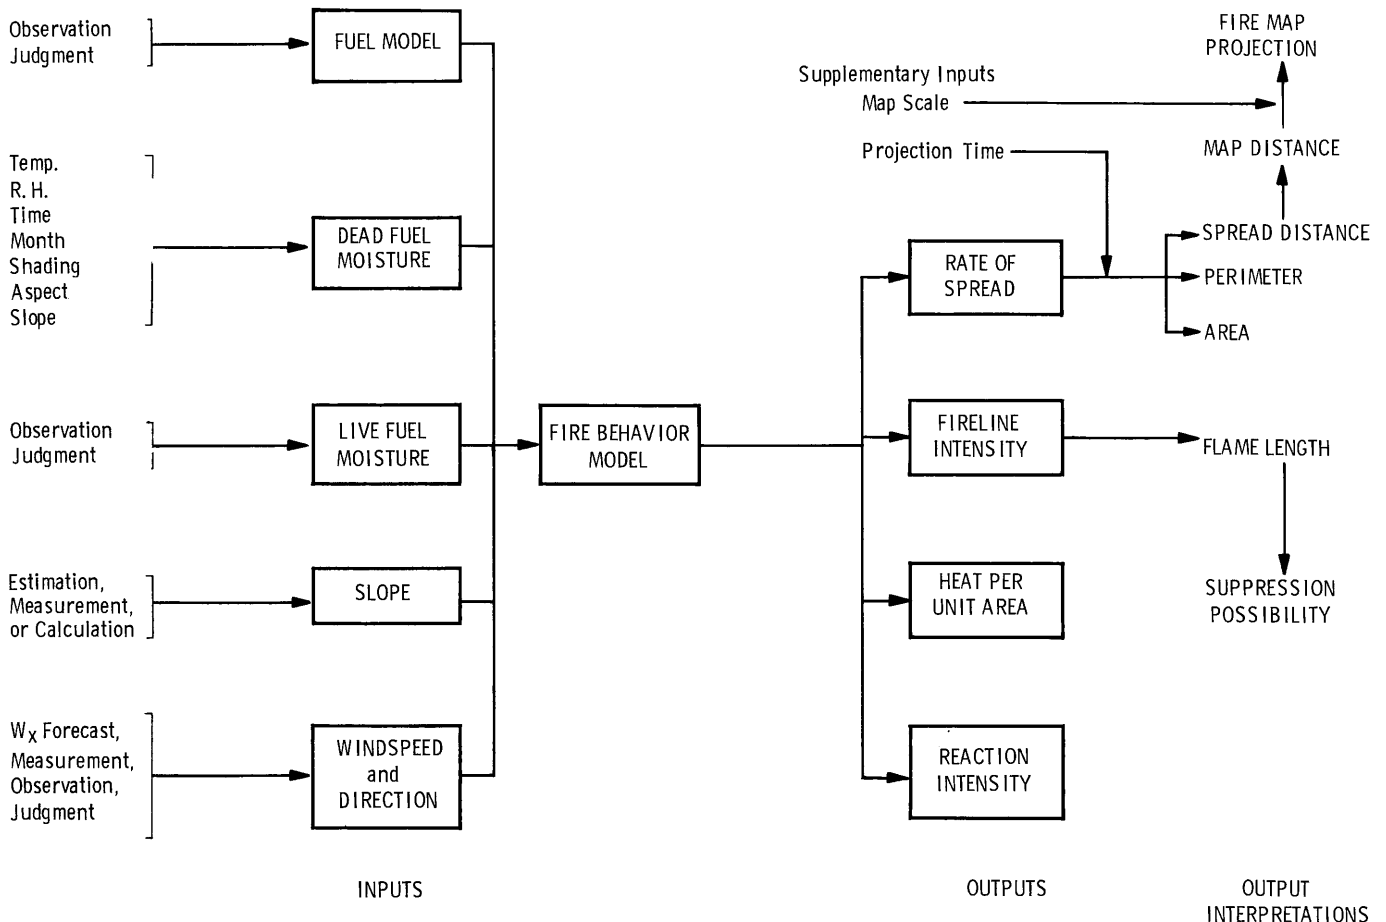 Observation
Judgment
FUEL MODEL
Temp.
R. H.
Time
Month
Shading
Aspect
Slope
DEAD FUEL
MOISTURE
Observation
Judgment
LIVE FUEL
MOISTURE
Estimation,
Measurement,
or Calculation
SLOPE
Wx Forecast,
Measurement,
Observation,
Judgment
WINDSPEED
and
DIRECTION
INPUTS
FIRE BEHAVIOR
MODEL
Supplementary Inputs
Map Scale
Projection Time
RATE OF
SPREAD
FIRELINE
INTENSITY
HEAT PER
UNIT AREA
REACTION
INTENSITY
OUTPUTS
FIRE MAP
PROJECTION
MAP DISTANCE
SPREAD DISTANCE
PERIMETER
AREA
FLAME LENGTH
SUPPRESSION
POSSIBILITY
OUTPUT
INTERPRETATIONS